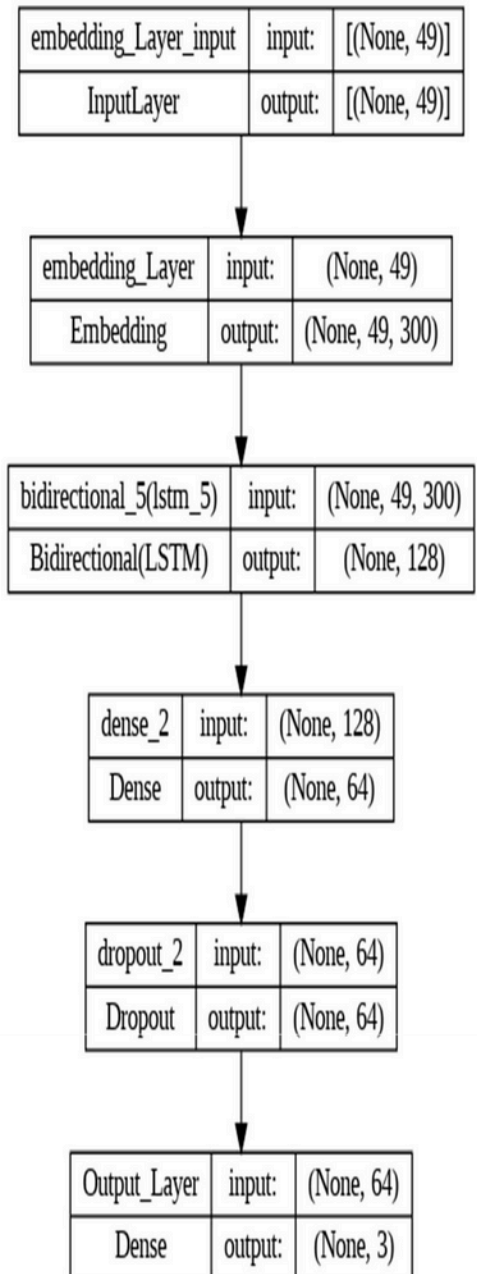 embedding_Layer_input input: [(None, 49)]
InputLayer output: [(None, 49)]
embedding_Layer input: (None, 49)
Embedding output: (None, 49, 300)
bidirectional_5(lstm_5) input: (None, 49, 300)
Bidirectional(LSTM) output: (None, 128)
dense_2 input: (None, 128)
Dense output: (None, 64)
dropout_2 input: (None, 64)
Dropout output: (None, 64)
Output_Layer input: (None, 64)
Dense output: (None, 3)